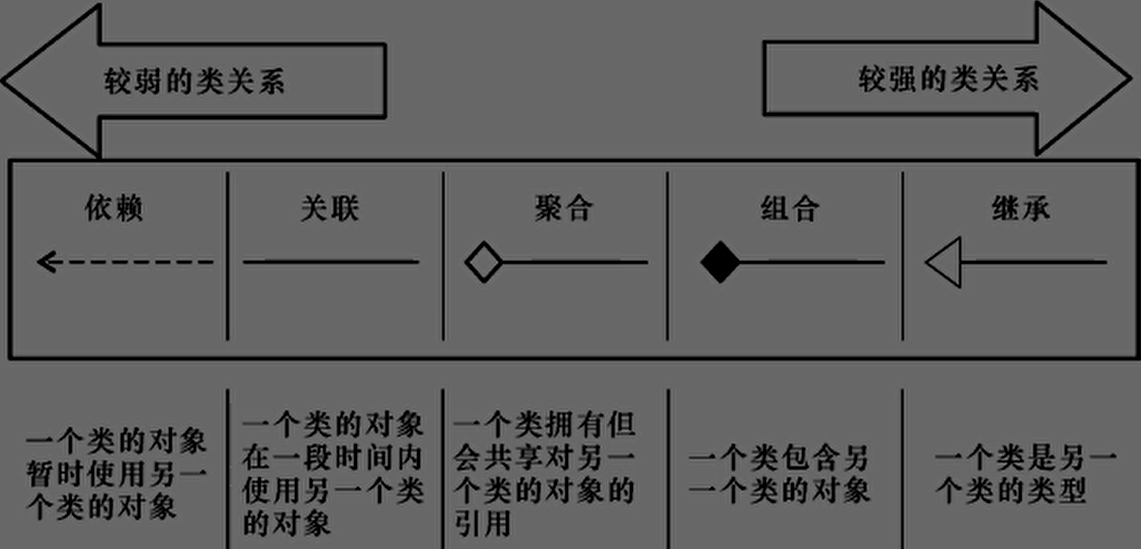 较弱的类关系
较强的类关系
依赖
关联
聚合
组合
继承
一个类的对象
暂时使用另一
个类的对象
一个类的对象
在一段时间内
使用另一个类
的对象
一个类拥有但
会共享对另一
个类的对象的
引用
一个类包含另
一个类的对象
一个类是另一
个类的类型